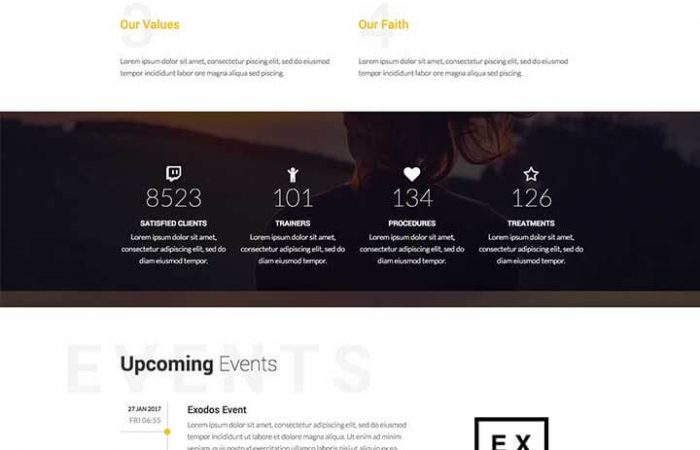 3
4
Our Values
Our Faith
Lorem ipsum dolor sit amet, consectetur piscing elit, sed do eiusmod
tempor incididunt labor magna aliqua sed piscing.
Lorem ipsum dolor sit amet, consectetur piscing elit, sed do eiusmod
tempor incididunt labor magna aliqua sed piscing.
8523
SATISFIED CLIENTS
Lorem ipsum dolor sit amet,
consectetur adipiscing elit, sed do
diam eiusmod tempor.
101
TRAINERS
Lorem ipsum dolor sit amet,
consectetur adipiscing elit, sed do
diam eiusmod tempor.
134
PROCEDURES
Lorem ipsum dolor sit amet,
consectetur adipiscing elit, sed do
diam eiusmod tempor.
126
TREATMENTS
Lorem ipsum dolor sit amet,
consectetur adipiscing elit, sed do
diam eiusmod tempor.
EVENTS
Upcoming Events
27 JAN 2017
FRI 06:55
Exodos Event
Lorem ipsum dolor sit amet, consectetur adipiscing elit,
sed do eiusmod tempor incididunt ut labore et dolore
magna aliqua. Ut enim ad minim veniam, quis
EX